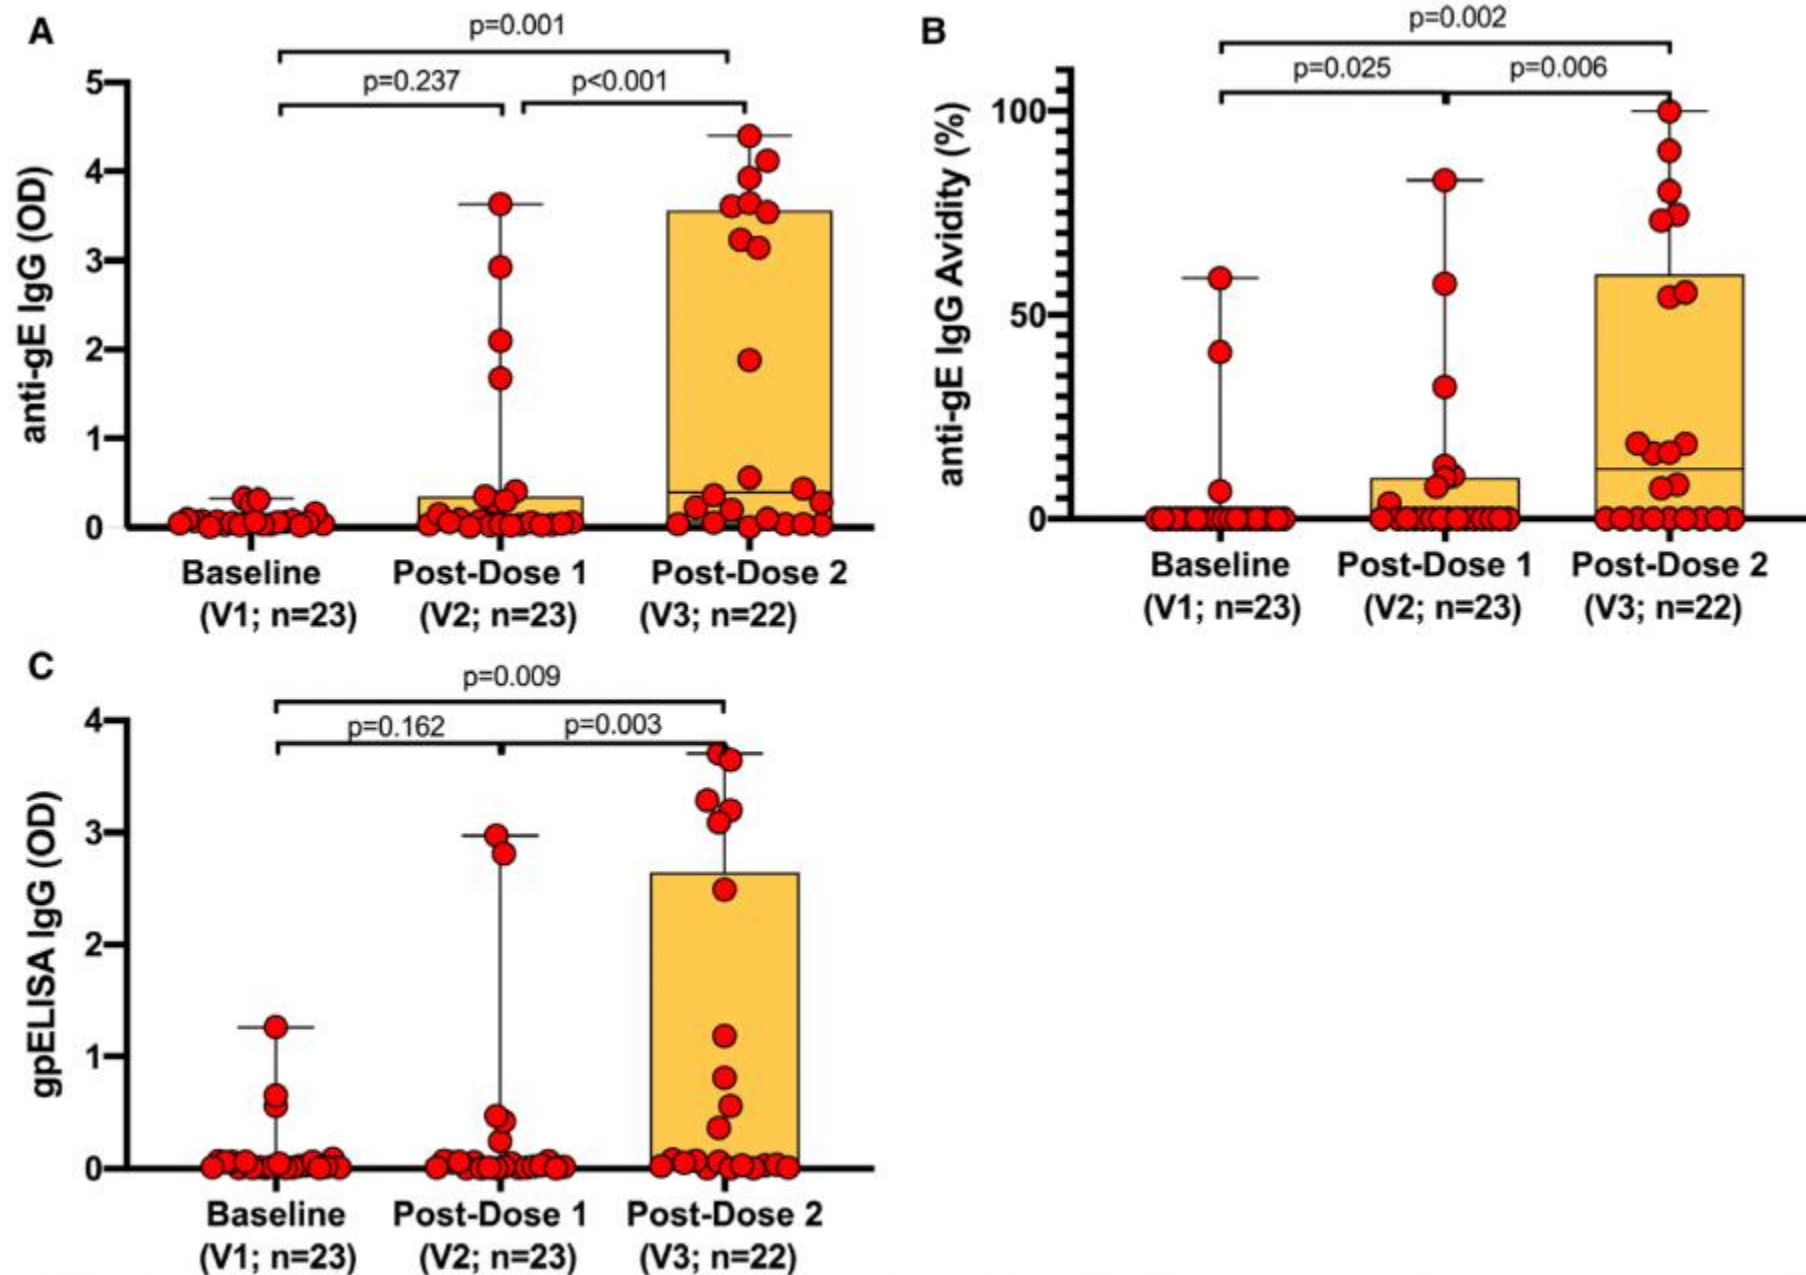 A
p=0.001
p=0.237 p<0.001
anti-gE IgG (OD)
5
4
3
2
1
0
Baseline Post-Dose 1 Post-Dose 2
(V1; n=23) (V2; n=23) (V3; n=22)
B
p=0.002
p=0.025 p=0.006
anti-gE IgG Avidity (%)
100
50
0
Baseline Post-Dose 1 Post-Dose 2
(V1; n=23) (V2; n=23) (V3; n=22)
C
p=0.009
p=0.162 p=0.003
gpELISA IgG (OD)
4
3
2
1
0
Baseline Post-Dose 1 Post-Dose 2
(V1; n=23) (V2; n=23) (V3; n=22)